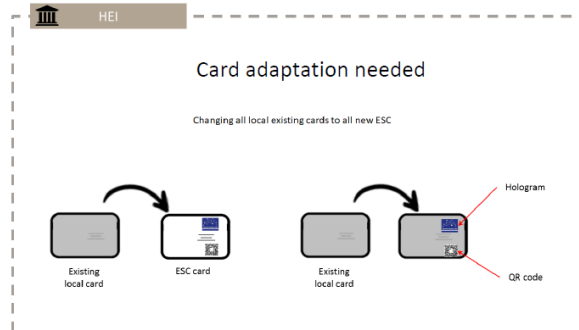 HEI
Card adaptation needed
Changing all local existing cards to all new ESC
Hologram
Existing
local card
ESC card
Existing
local card
QR code